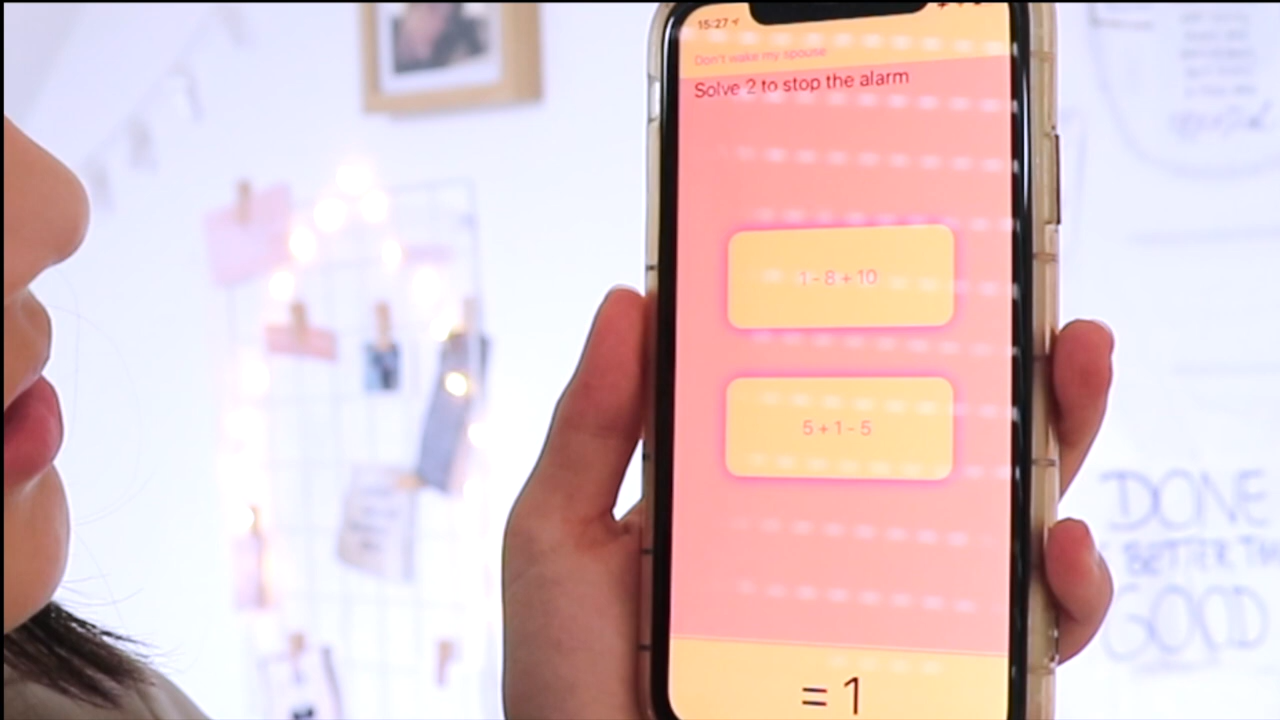 15:27
Don't wake my spouse
Solve 2 to stop the alarm
1 - 8 + 10
5 + 1 - 5
= 1
DONE
BETTER
GOOD